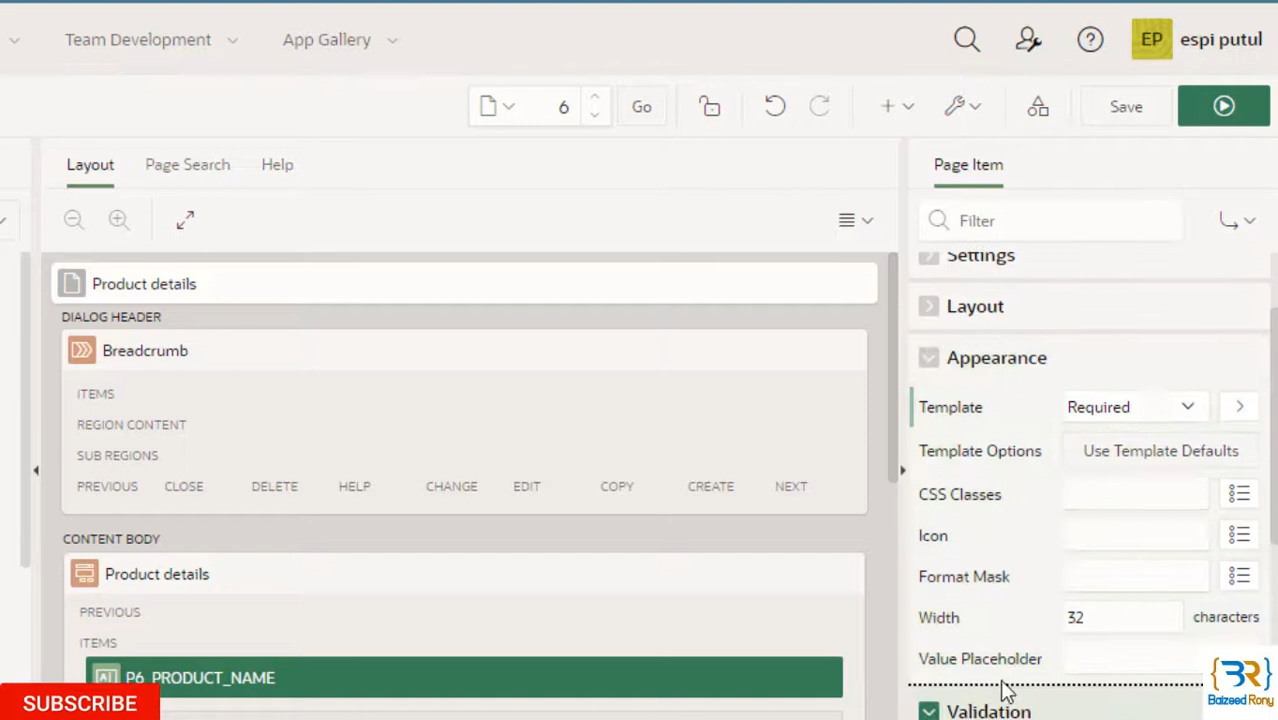 Team Development App Gallery EP espi putul
6 Go Save
Layout Page Search Help Page Item
Filter
Settings
Product details
DIALOG HEADER
Layout
Breadcrumb
Appearance
ITEMS
Template Required
REGION CONTENT
Template Options Use Template Defaults
SUB REGIONS
PREVIOUS CLOSE DELETE HELP CHANGE EDIT COPY CREATE NEXT
CSS Classes
Icon
CONTENT BODY
Product details
Format Mask
PREVIOUS
Width 32 characters
ITEMS
Value Placeholder
P6_PRODUCT_NAME
Validation
SUBSCRIBE
BR
Baizeed Rony